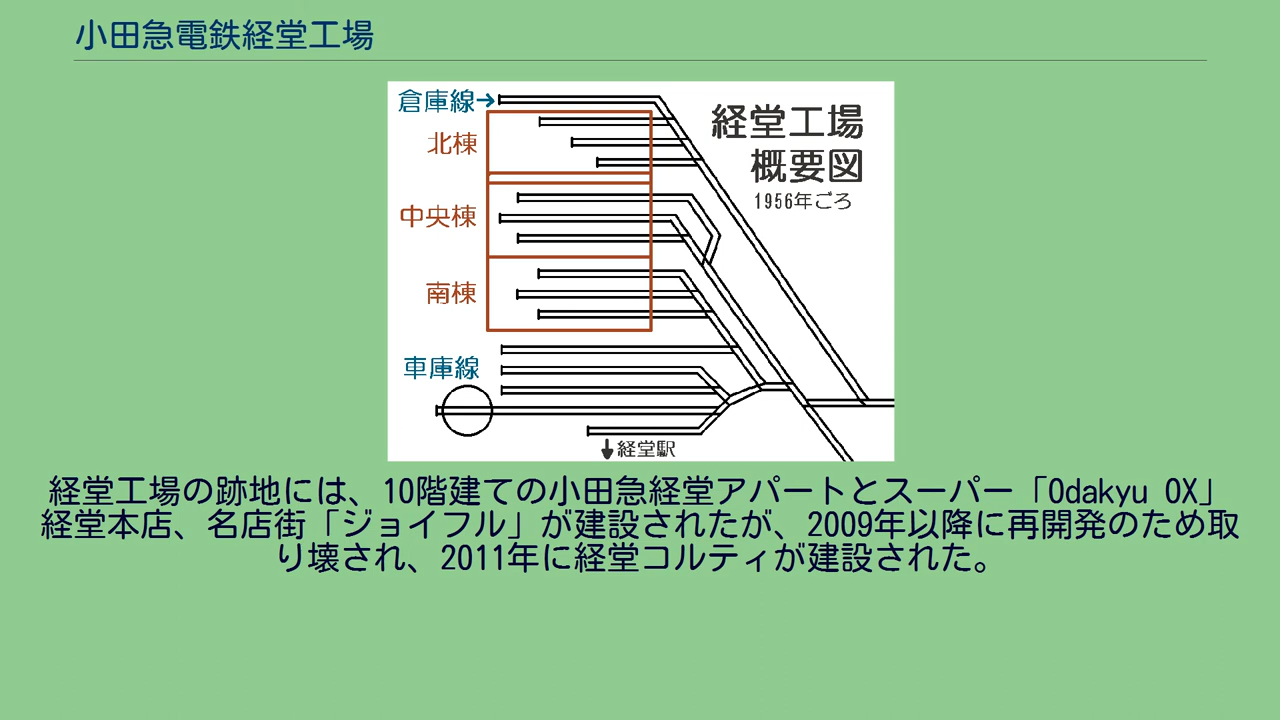 小田急電鉄経堂工場
倉庫線→
北棟
中央棟
南棟
車庫線
経堂工場
概要図
1956年ごろ
↓経堂駅
経堂工場の跡地には、10階建ての小田急経堂アパートとスーパー「Odakyu OX」
経堂本店、名店街「ジョイフル」が建設されたが、2009年以降に再開発のため取
り壊され、2011年に経堂コルティが建設された。